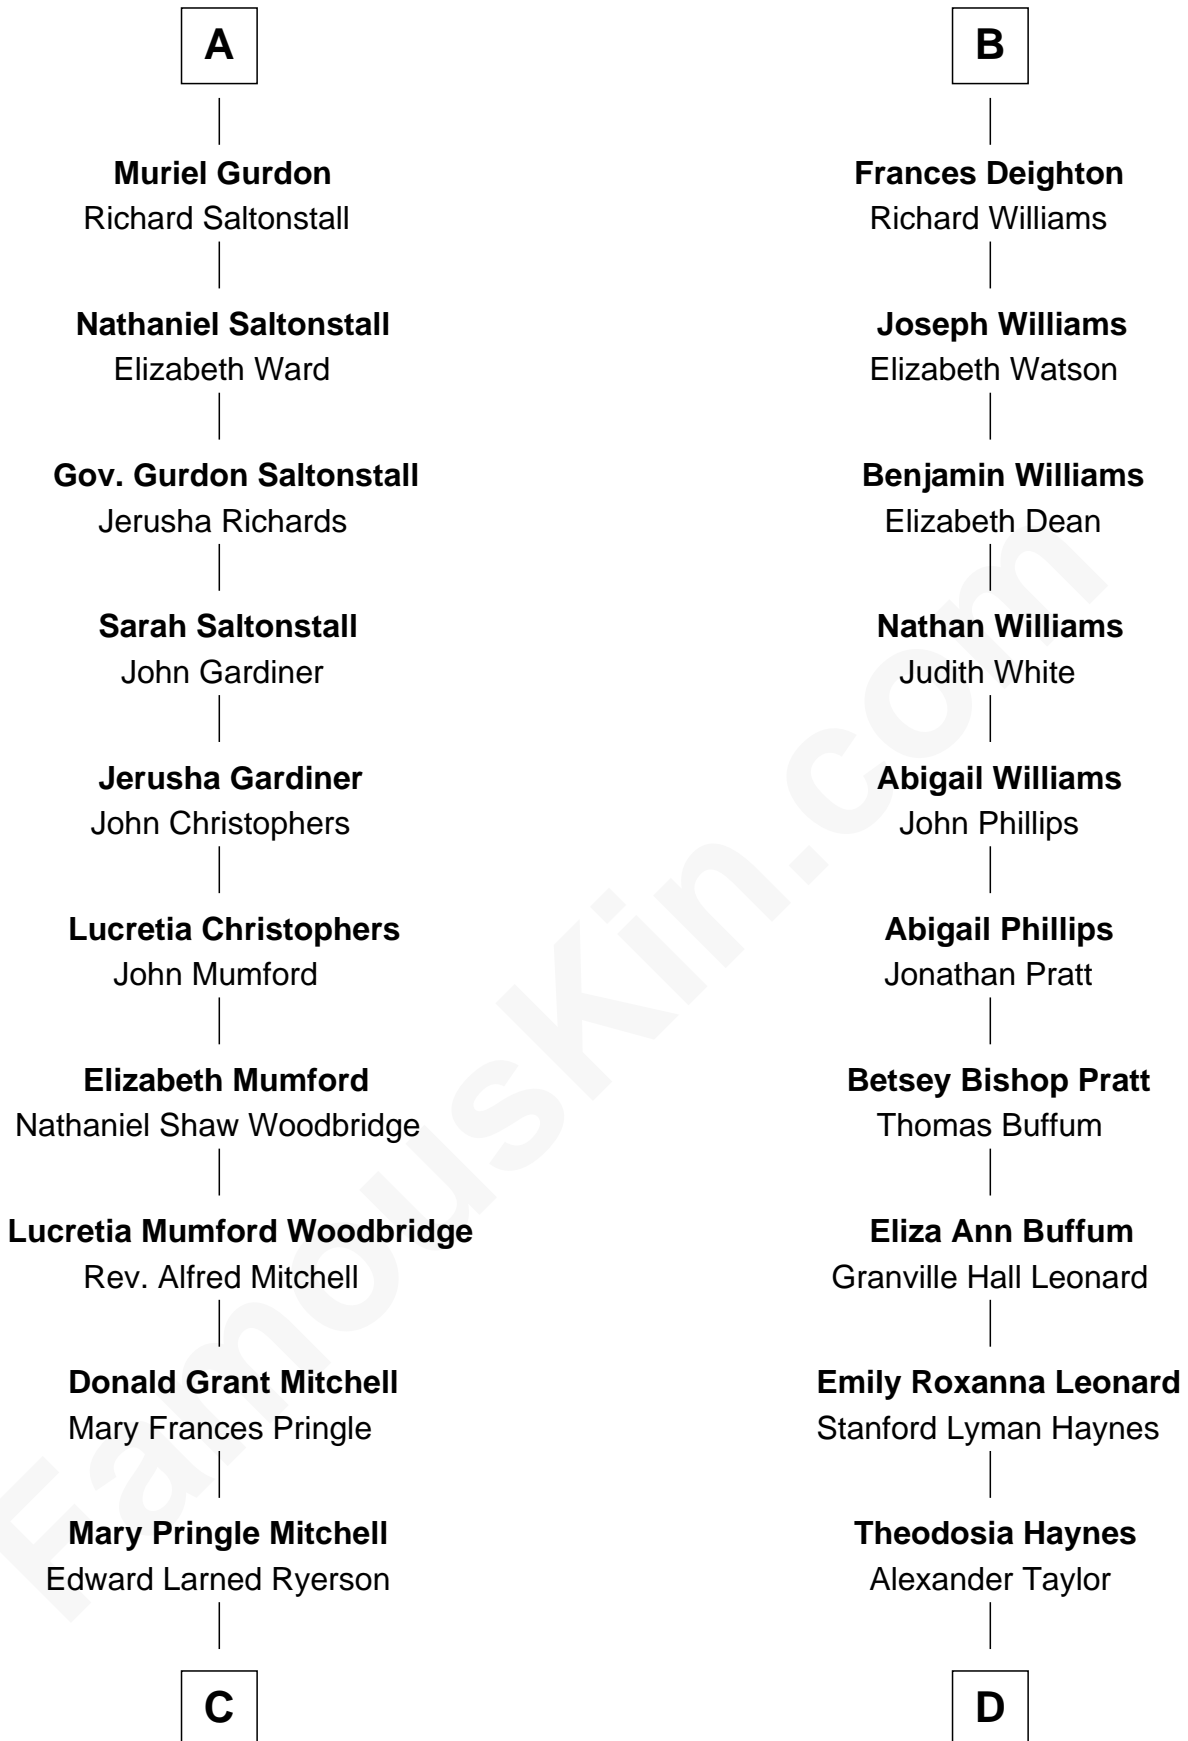 A
Muriel Gurdon
Richard Saltonstall
Nathaniel Saltonstall
Elizabeth Ward
Gov. Gurdon Saltonstall
Jerusha Richards
Sarah Saltonstall
John Gardiner
Jerusha Gardiner
John Christophers
Lucretia Christophers
John Mumford
Elizabeth Mumford
Nathaniel Shaw Woodbridge
Lucretia Mumford Woodbridge
Rev. Alfred Mitchell
Donald Grant Mitchell
Mary Frances Pringle
Mary Pringle Mitchell
Edward Larned Ryerson
C
B
Frances Deighton
Richard Williams
Joseph Williams
Elizabeth Watson
Benjamin Williams
Elizabeth Dean
Nathan Williams
Judith White
Abigail Williams
John Phillips
Abigail Phillips
Jonathan Pratt
Betsey Bishop Pratt
Thomas Buffum
Eliza Ann Buffum
Granville Hall Leonard
Emily Roxanna Leonard
Stanford Lyman Haynes
Theodosia Haynes
Alexander Taylor
D
FamousKin.com